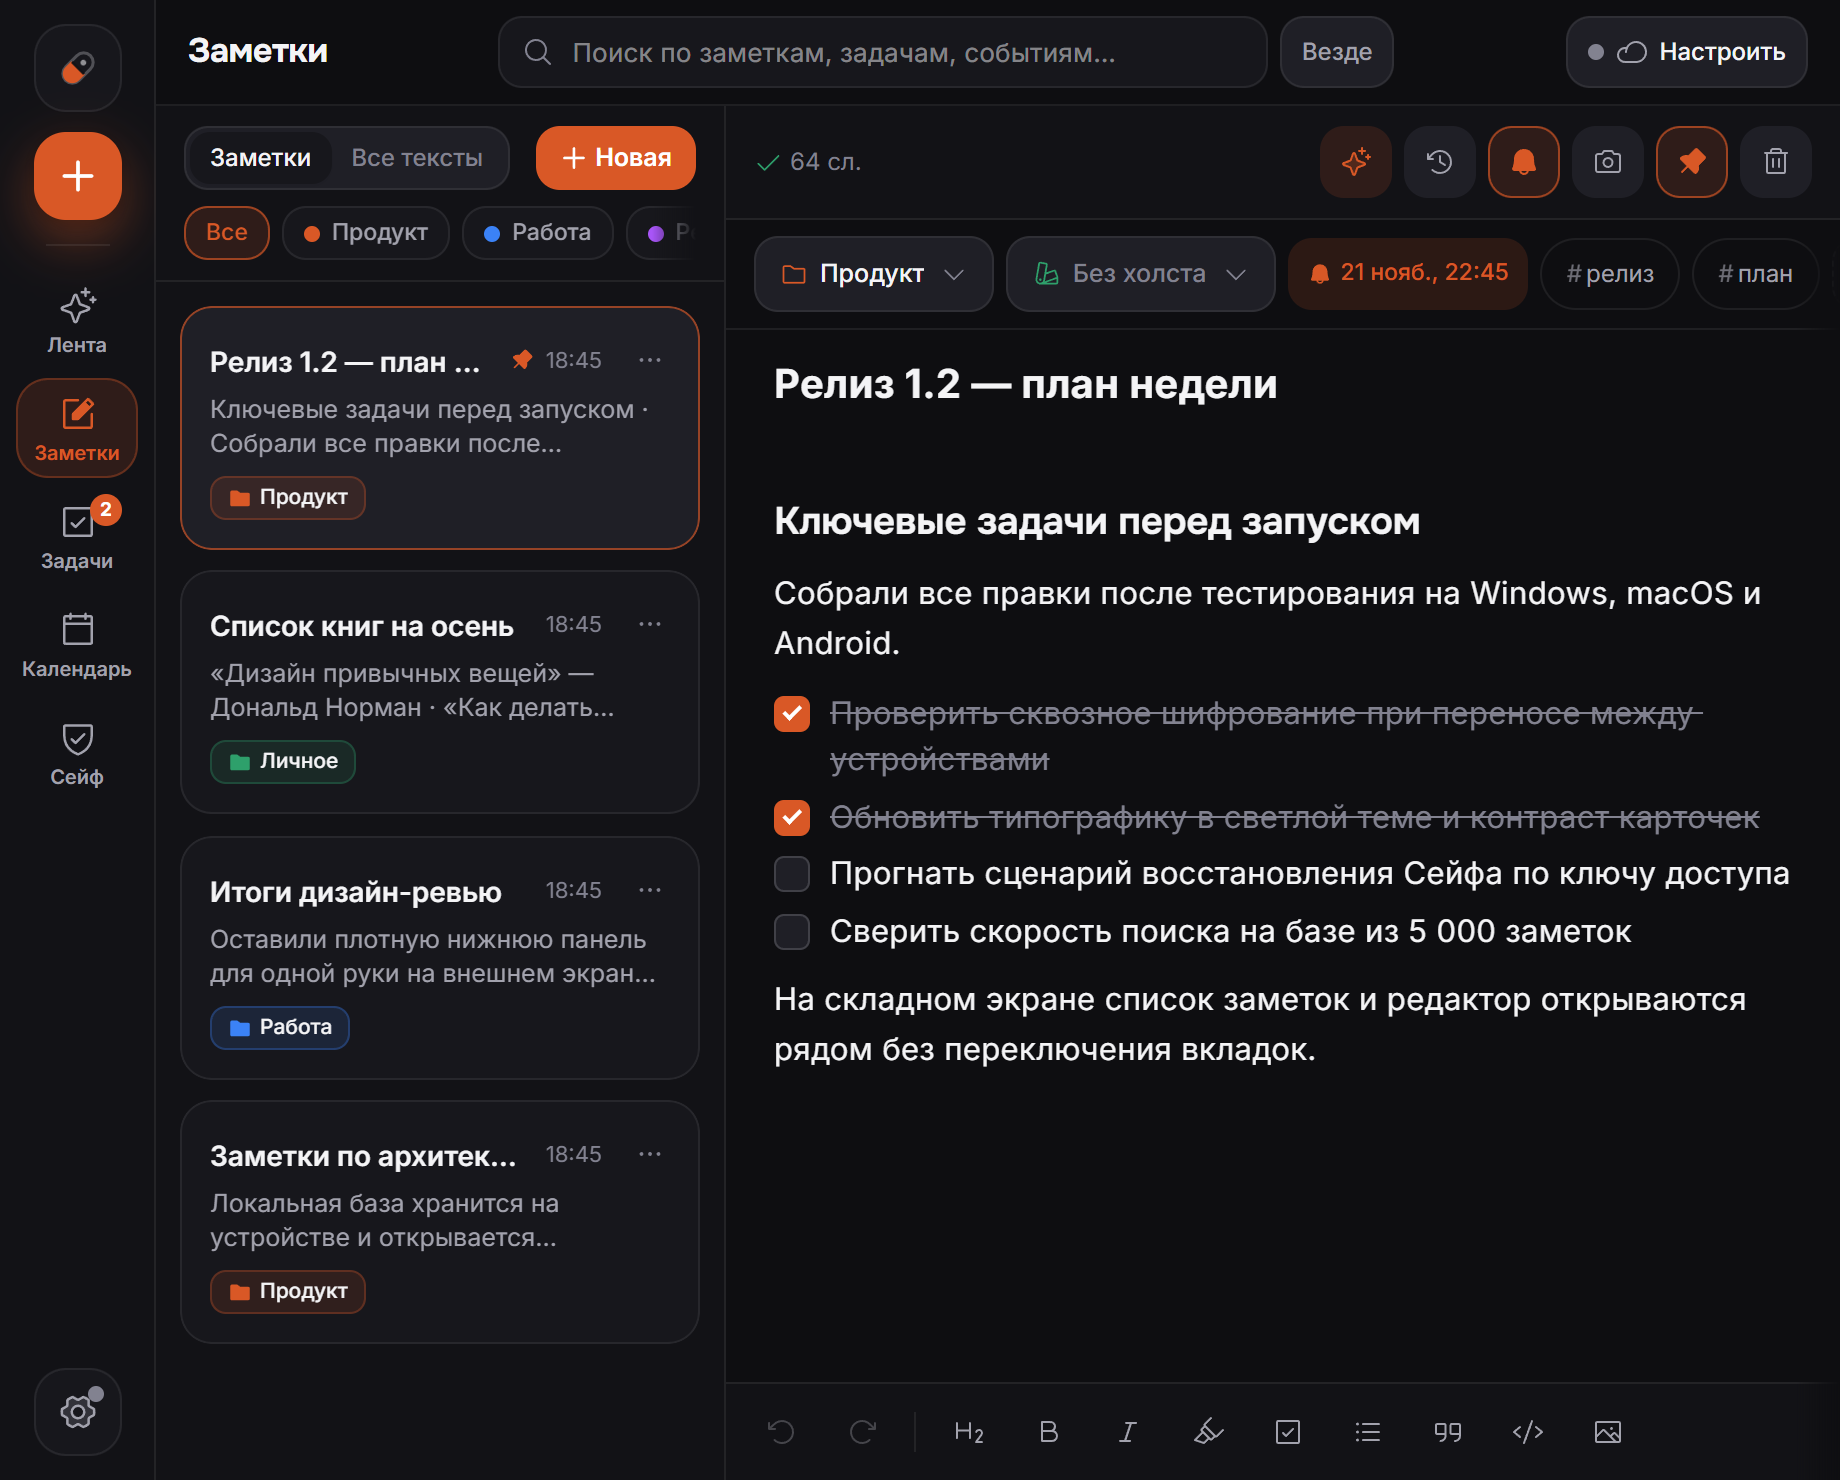 Заметки
Поиск по заметкам, задачам, событиям...
Везде
Настроить
Лента
Заметки
2
Задачи
Календарь
Сейф
Заметки
Все тексты
Новая
Все
Продукт
Работа
Релиз 1.2 — план ...
18:45
Ключевые задачи перед запуском ·
Собрали все правки после...
Продукт
Список книг на осень
18:45
«Дизайн привычных вещей» —
Дональд Норман · «Как делать...
Личное
Итоги дизайн-ревью
18:45
Оставили плотную нижнюю панель
для одной руки на внешнем экран...
Работа
Заметки по архитек...
18:45
Локальная база хранится на
устройстве и открывается...
Продукт
64 сл.
Продукт
Без холста
21 нояб., 22:45
#релиз
#план
Релиз 1.2 — план недели
Ключевые задачи перед запуском
Собрали все правки после тестирования на Windows, macOS и
Android.
Проверить сквозное шифрование при переносе между
устройствами
Обновить типографику в светлой теме и контраст карточек
Прогнать сценарий восстановления Сейфа по ключу доступа
Сверить скорость поиска на базе из 5 000 заметок
На складном экране список заметок и редактор открываются
рядом без переключения вкладок.
H2
B
I